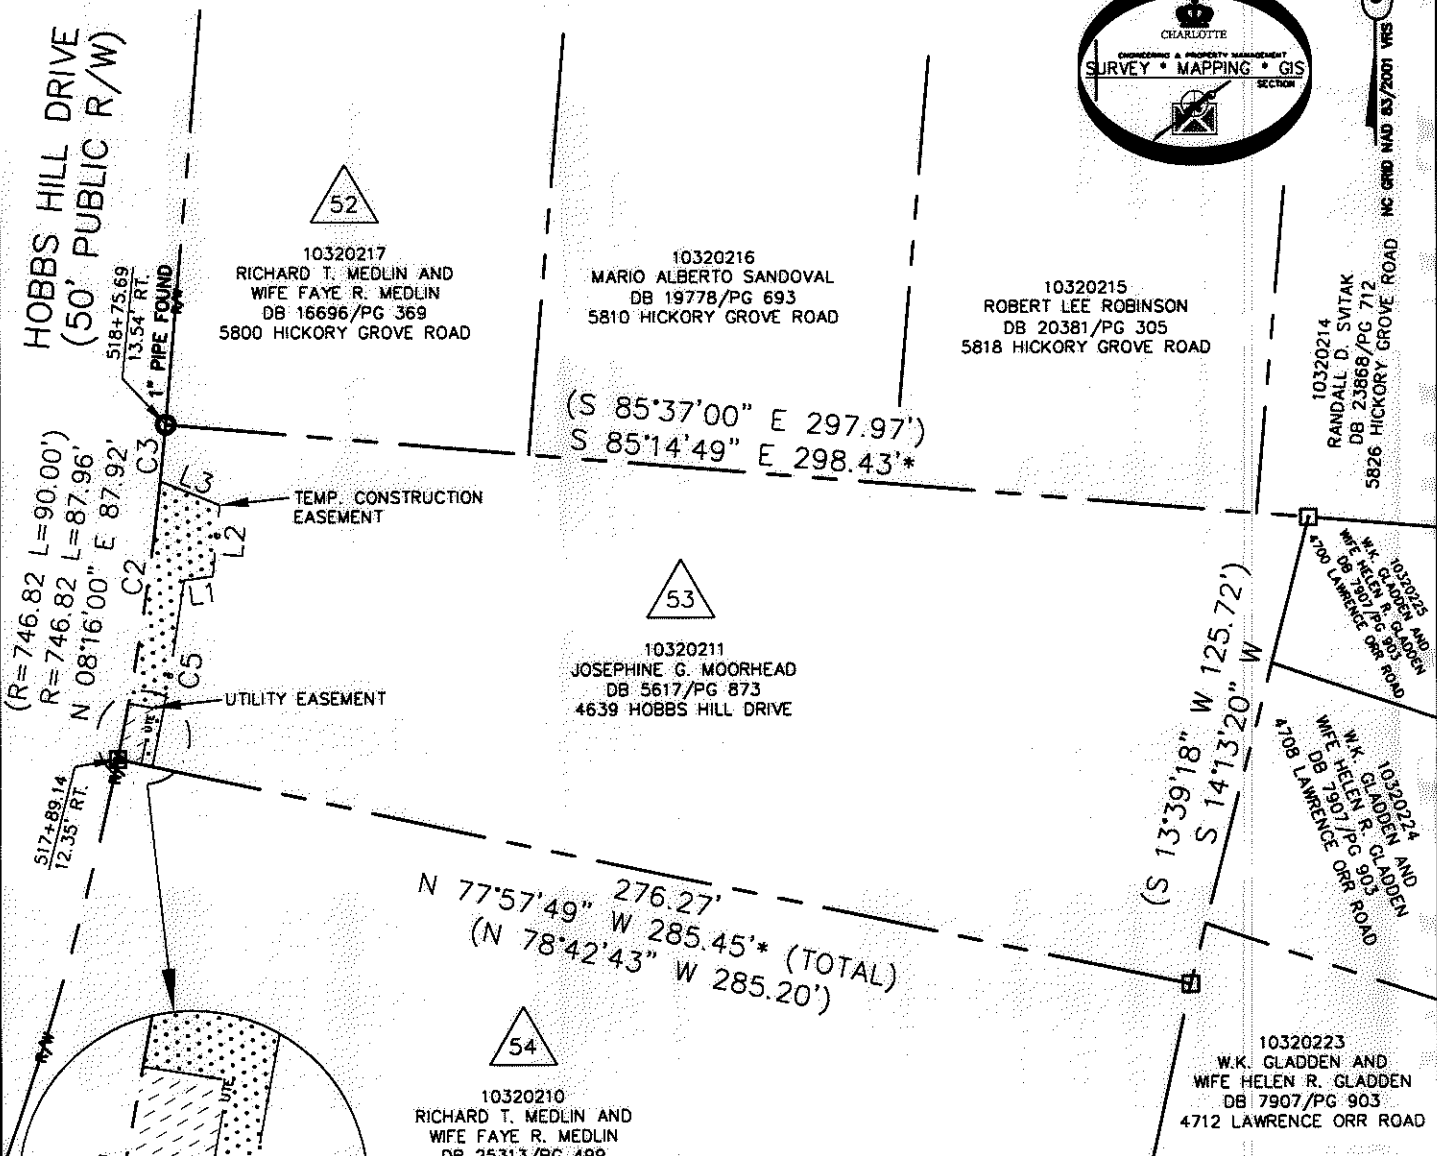 HOBBS HILL DRIVE
(50' PUBLIC R/W)
CHARLOTTE
ENGINEERING & PROPERTY MANAGEMENT
SURVEY * MAPPING * GIS
SECTION
NC GRID NAD 83/2001 VRS
52
10320217
RICHARD T. MEDLIN AND
WIFE FAYE R. MEDLIN
DB 16696/PG 369
5800 HICKORY GROVE ROAD
10320216
MARIO ALBERTO SANDOVAL
DB 19778/PG 693
5810 HICKORY GROVE ROAD
10320215
ROBERT LEE ROBINSON
DB 20381/PG 305
5818 HICKORY GROVE ROAD
10320214
RANDALL D. SVITAK
DB 23868/PG 712
5826 HICKORY GROVE ROAD
518+75.69
13.54' RT.
1" PIPE FOUND
R/W
(S 85°37'00" E 297.97')
S 85°14'49" E 298.43'*
(R=746.82 L=90.00')
R=746.82 L=87.96'
N 08°16'00" E 87.92'
C3
L3
C2
L2
L1
C5
TEMP. CONSTRUCTION
EASEMENT
UTILITY EASEMENT
UTE
53
10320211
JOSEPHINE G. MOORHEAD
DB 5617/PG 873
4639 HOBBS HILL DRIVE
(S 13°39'18" W 125.72')
S 14°13'20" W
10320225
W.K. GLADDEN AND
WIFE HELEN R. GLADDEN
DB 7907/PG 903
4700 LAWRENCE ORR ROAD
10320224
W.K. GLADDEN AND
WIFE HELEN R. GLADDEN
DB 7907/PG 903
4708 LAWRENCE ORR ROAD
517+89.14
12.35' RT.
R/W
276.27'
N 77°57'49" W 285.45'* (TOTAL)
(N 78°42'43" W 285.20')
R/W
UTE
54
10320210
RICHARD T. MEDLIN AND
WIFE FAYE R. MEDLIN
DB 25313/PG 499
10320223
W.K. GLADDEN AND
WIFE HELEN R. GLADDEN
DB 7907/PG 903
4712 LAWRENCE ORR ROAD